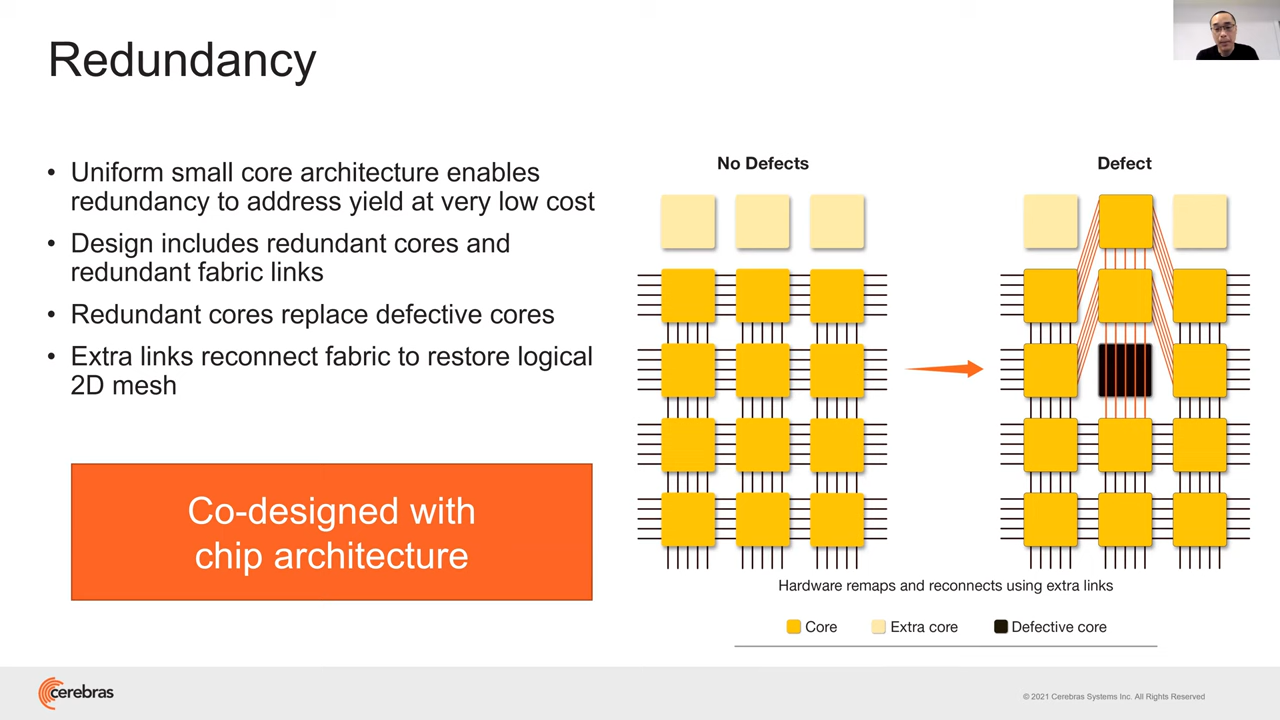 Redundancy
• Uniform small core architecture enables
redundancy to address yield at very low cost
• Design includes redundant cores and
redundant fabric links
• Redundant cores replace defective cores
• Extra links reconnect fabric to restore logical
2D mesh
Co-designed with
chip architecture
No Defects
Defect
Hardware remaps and reconnects using extra links
Core
Extra core
Defective core
cerebras
© 2021 Cerebras Systems Inc. All Rights Reserved